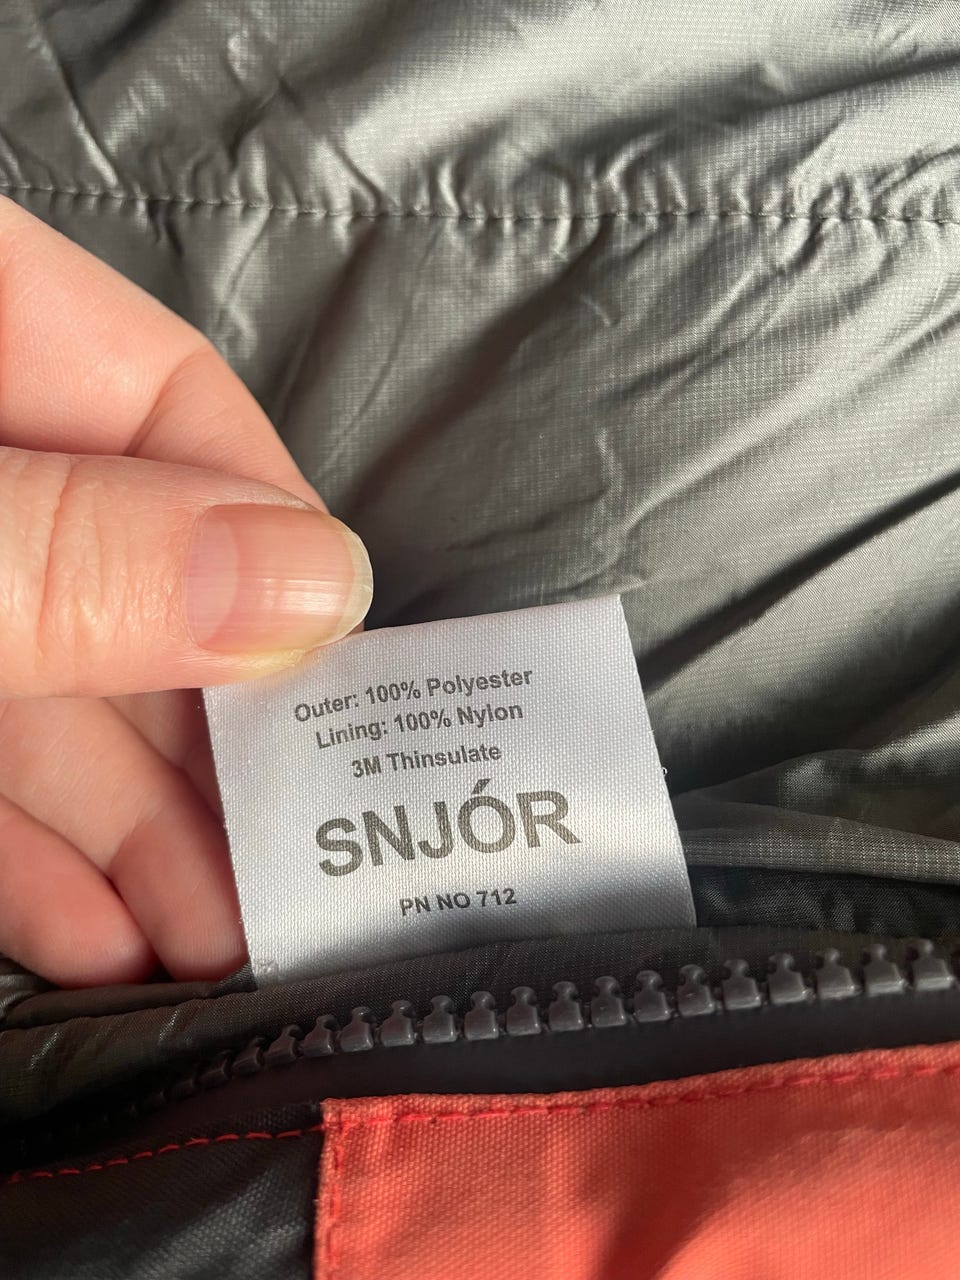 Outer: 100% Polyester
Lining: 100% Nylon
3M Thinsulate
SNJÓR
PN NO 712